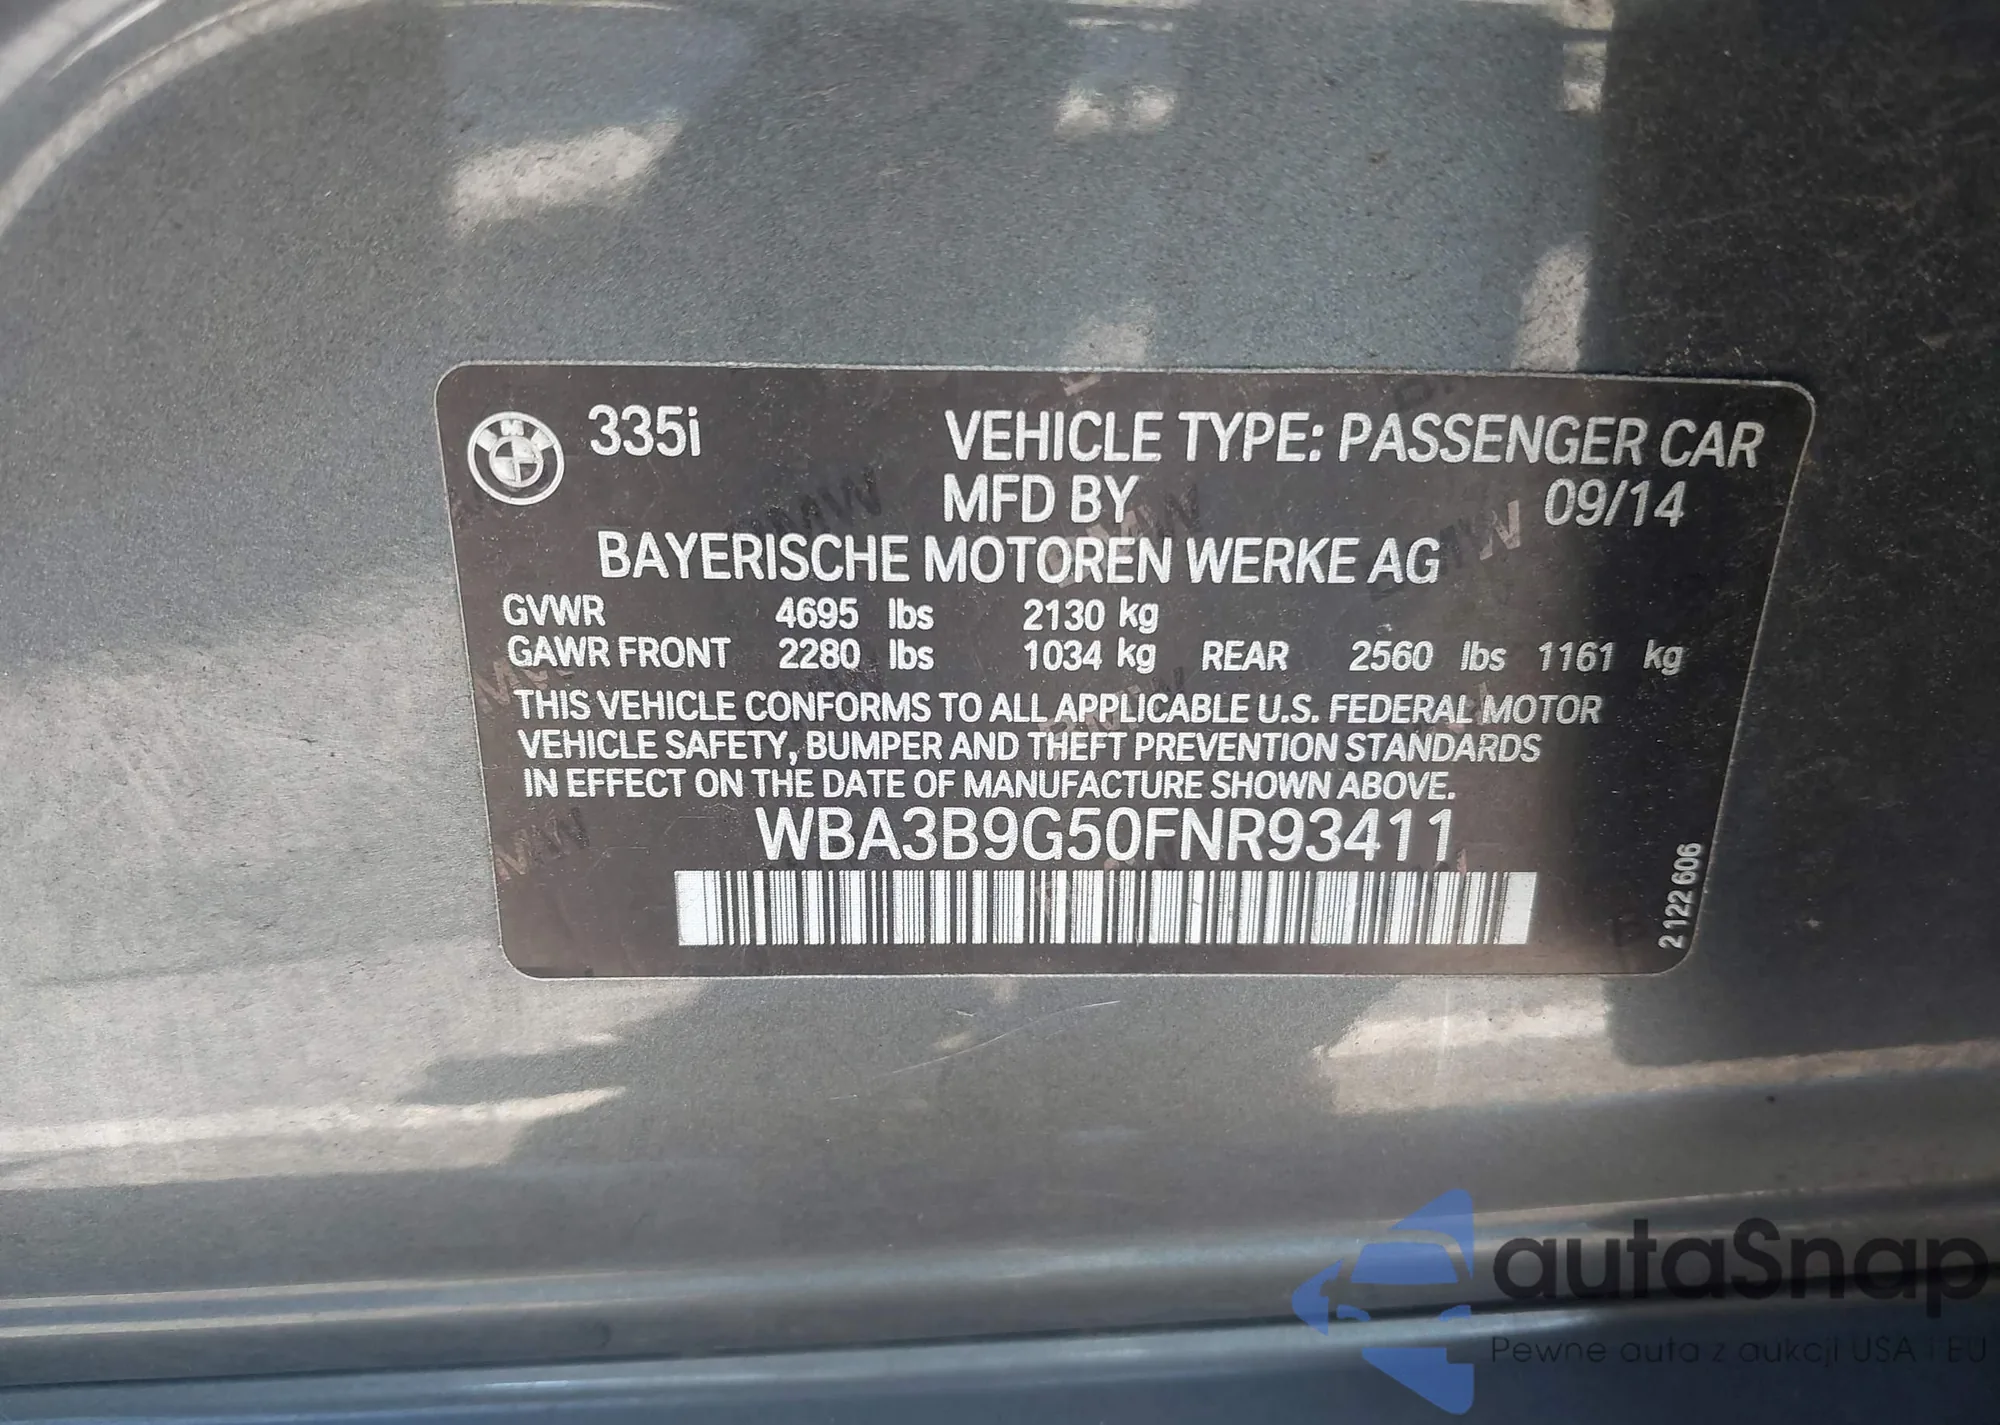 335i VEHICLE TYPE: PASSENGER CAR
MFD BY 09/14
BAYERISCHE MOTOREN WERKE AG
GVWR 4695 lbs 2130 kg
GAWR FRONT 2280 lbs 1034 kg REAR 2560 lbs 1161 kg
THIS VEHICLE CONFORMS TO ALL APPLICABLE U.S. FEDERAL MOTOR
VEHICLE SAFETY, BUMPER AND THEFT PREVENTION STANDARDS
IN EFFECT ON THE DATE OF MANUFACTURE SHOWN ABOVE.
WBA3B9G50FNR93411
2 122 606
autaSnap
Pewne auta z aukcji USA i EU